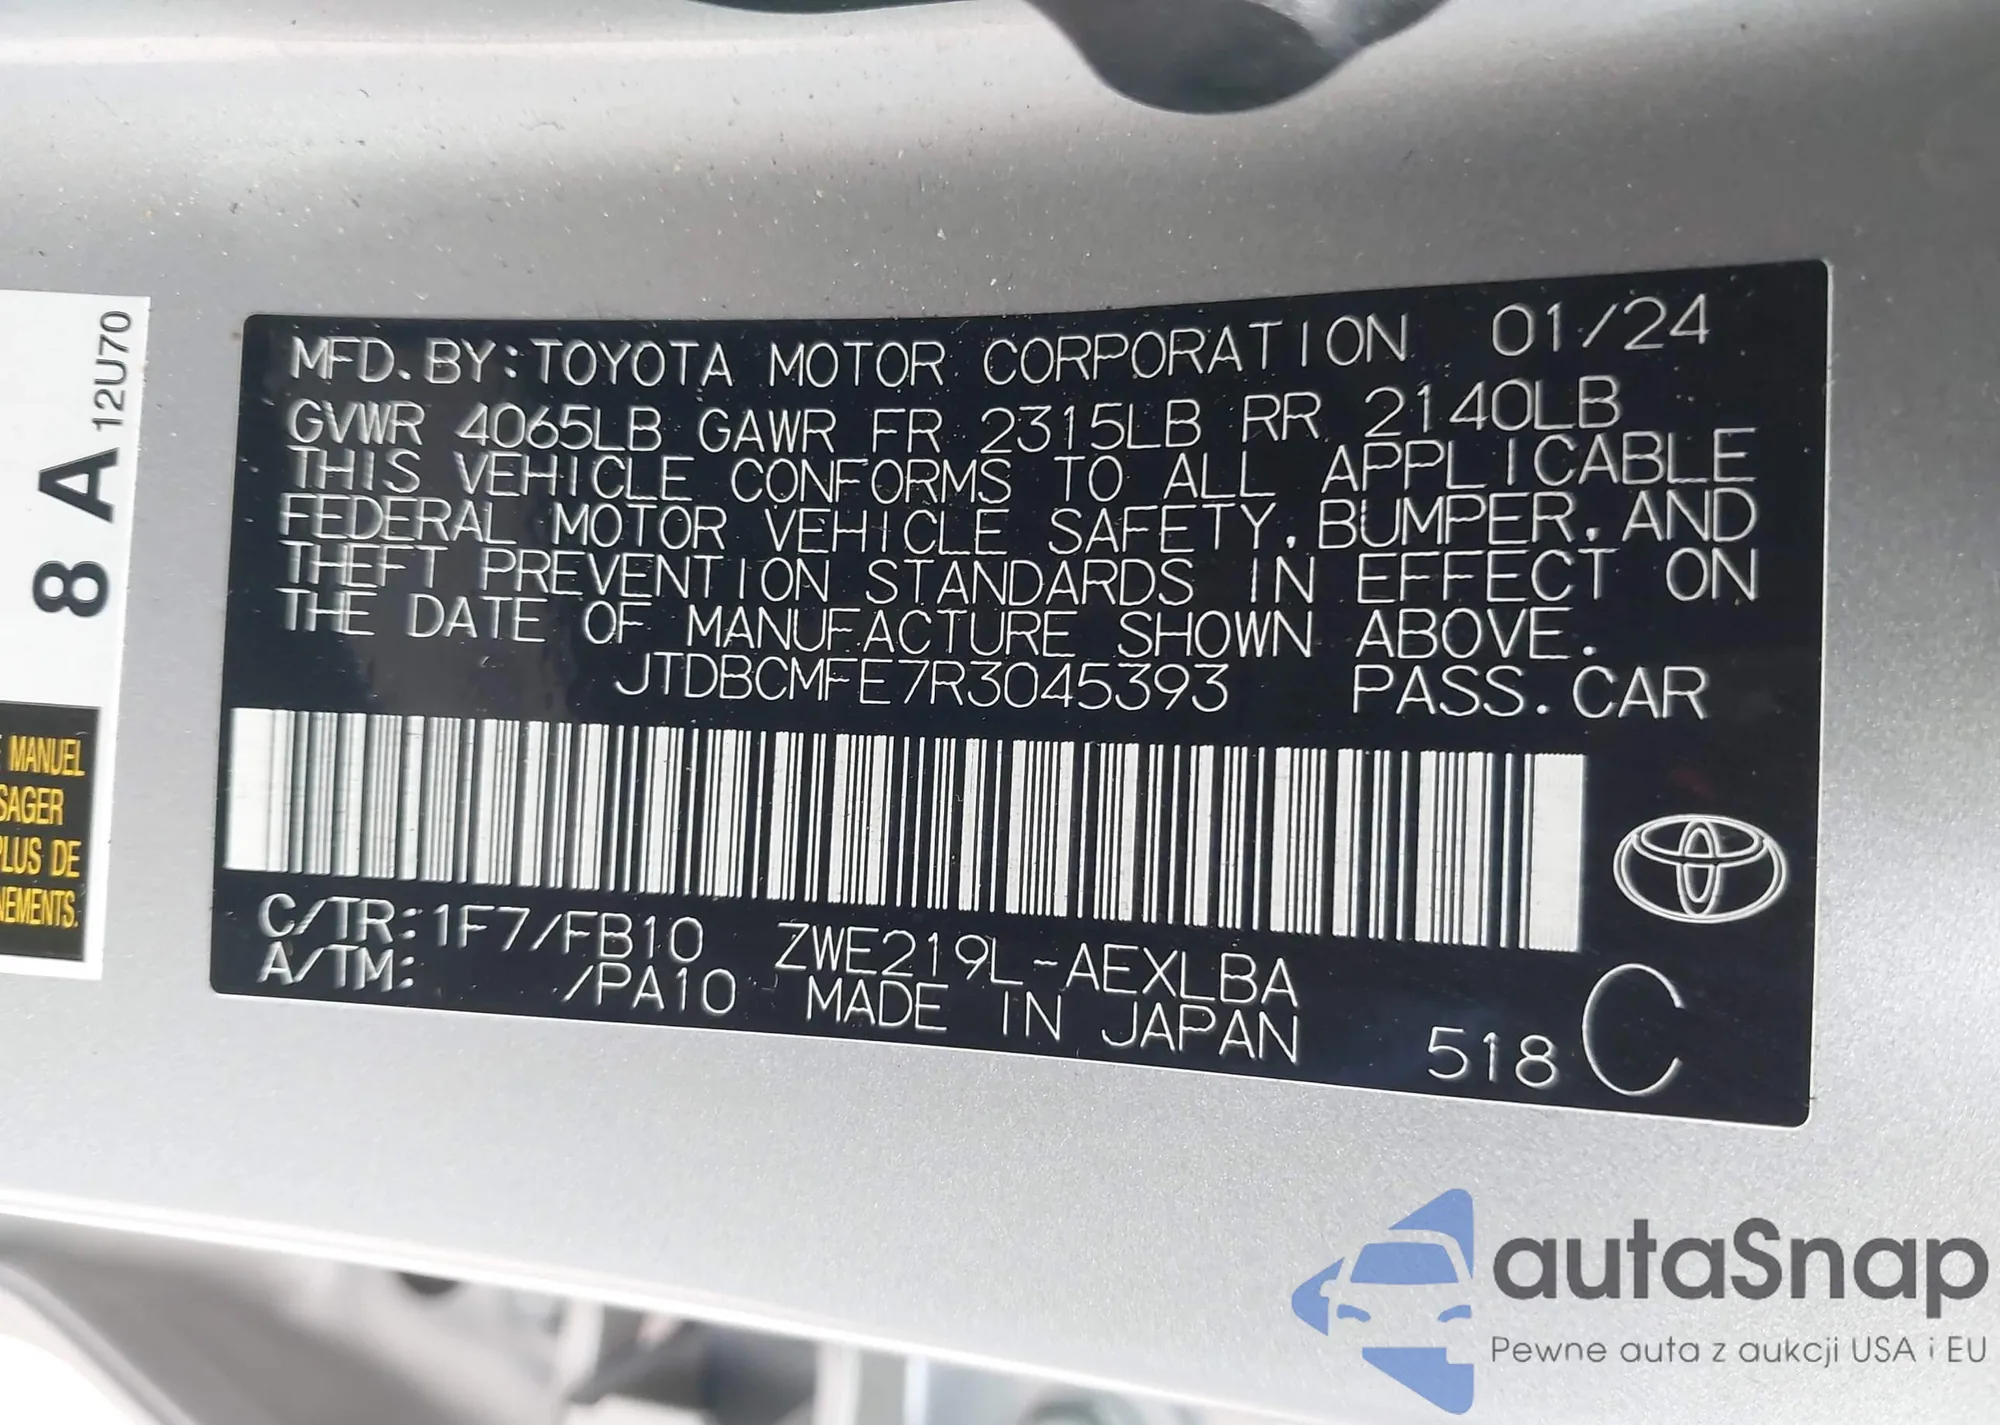 12U70
8 A
MANUEL
SAGER
PLUS DE
NEMENTS.
MFD. BY: TOYOTA MOTOR CORPORATION 01/24
GVWR 4065LB GAWR FR 2315LB RR 2140LB
THIS VEHICLE CONFORMS TO ALL APPLICABLE
FEDERAL MOTOR VEHICLE SAFETY, BUMPER, AND
THEFT PREVENTION STANDARDS IN EFFECT ON
THE DATE OF MANUFACTURE SHOWN ABOVE.
JTDBCMFE7R3045393 PASS. CAR
C/TR: 1F7/FB10 ZWE219L-AEXLBA
A/TM: /PA10 MADE IN JAPAN
518 C
autaSnap
Pewne auta z aukcji USA i EU